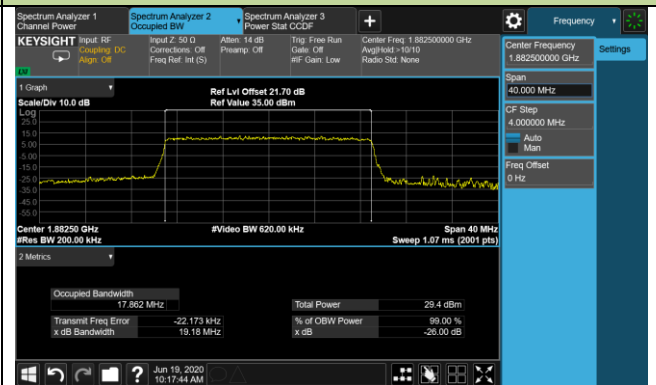 Spectrum Analyzer 1
Channel Power
Spectrum Analyzer 2
Occupied BW
Spectrum Analyzer 3
Power Stat CCDF
Frequency
KEYSIGHT
Input: RF
Coupling: DC
Align: Off
Input Z: 50 Ω
Corrections: Off
Freq Ref: Int (S)
Atten: 14 dB
Preamp: Off
Trig: Free Run
Gate: Off
#IF Gain: Low
Center Freq: 1.882500000 GHz
Avg|Hold:>10/10
Radio Std: None
Center Frequency
1.882500000 GHz
Settings
Span
40.000 MHz
CF Step
4.000000 MHz
Auto
Man
Freq Offset
0 Hz
1 Graph
Scale/Div 10.0 dB
Ref Lvl Offset 21.70 dB
Ref Value 35.00 dBm
Log
25.0
15.0
5.00
-5.00
-15.0
-25.0
-35.0
-45.0
-55.0
Center 1.88250 GHz
#Res BW 200.00 kHz
#Video BW 620.00 kHz
Span 40 MHz
Sweep 1.07 ms (2001 pts)
2 Metrics
Occupied Bandwidth
17.862 MHz
Total Power 29.4 dBm
Transmit Freq Error -22.173 kHz
% of OBW Power 99.00 %
x dB Bandwidth 19.18 MHz
x dB -26.00 dB
?
Jun 19, 2020
10:17:44 AM